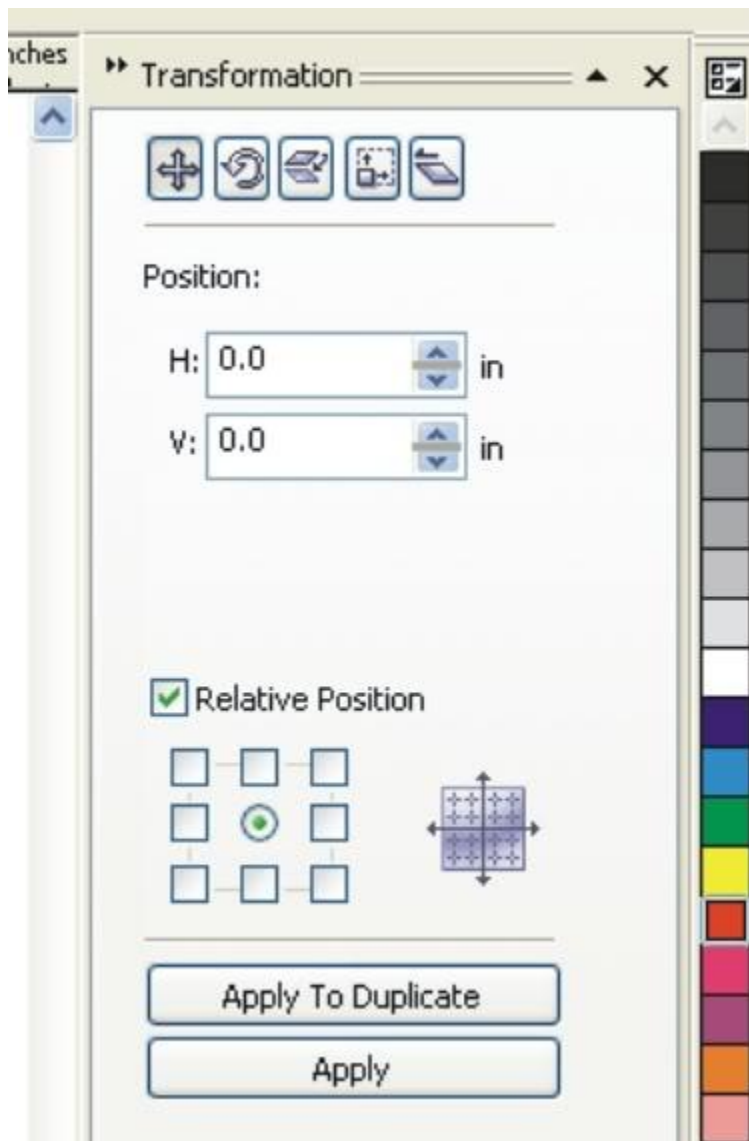 Transformation
Position:
H: 0.0 in
V: 0.0 in
Relative Position
Apply To Duplicate
Apply